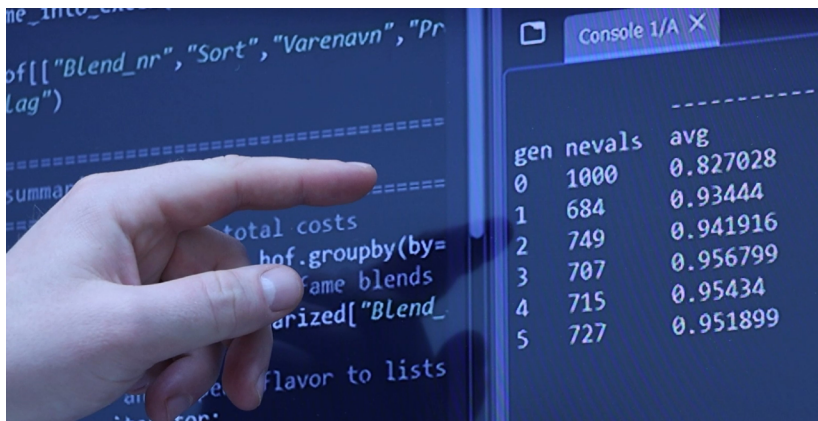 of[["Blend_nr","Sort","Varenavn","Pr
Lag")
==========
summar
total costs
hof.groupby(by=
fame blends
arized["Blend_
flavor to lists
for:
Console 1/A X
----------
gen nevals avg
0 1000 0.827028
1 684 0.93444
2 749 0.941916
3 707 0.956799
4 715 0.95434
5 727 0.951899